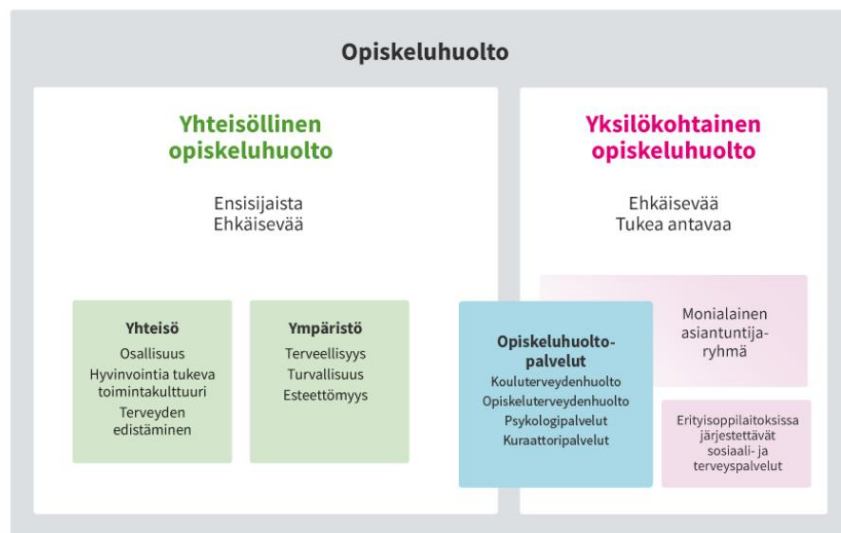 Opiskeluhuolto
Yhteisöllinen
opiskeluhuolto
Ensisijaista
Ehkäisevää
Yhteisö
Osallisuus
Hyvinvointia tukeva
toimintakulttuuri
Terveyden
edistäminen
Ympäristö
Terveellisyys
Turvallisuus
Esteettömyys
Yksilökohtainen
opiskeluhuolto
Ehkäisevää
Tukea antavaa
Opiskeluhuolto-
palvelut
Kouluterveydenhuolto
Opiskeluterveydenhuolto
Psykologipalvelut
Kuraattoripalvelut
Monialainen
asiantuntija-
ryhmä
Erityisoppilaitoksissa
järjestettävät
sosiaali- ja
terveyspalvelut